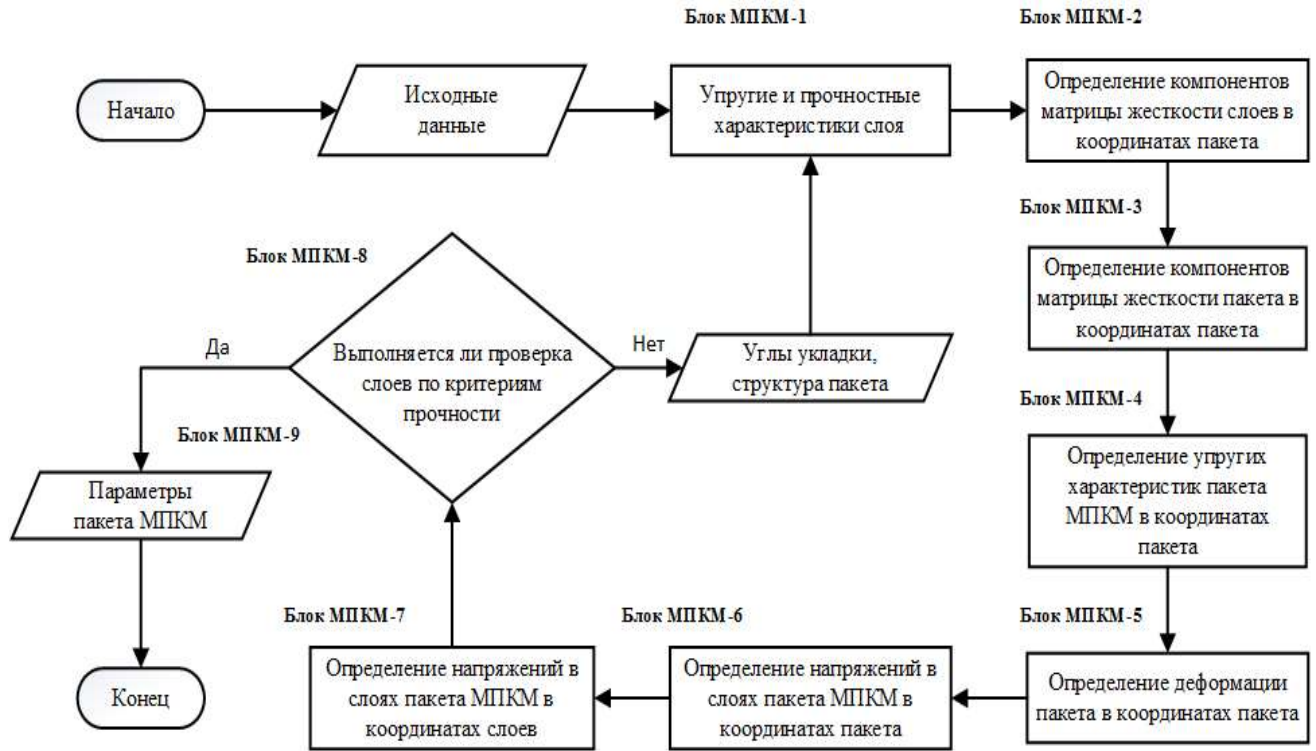 Блок МПКМ-1
Блок МПКМ-2
Начало
Исходные
данные
Упругие и прочностные
характеристики слоя
Определение компонентов
матрицы жесткости слоев в
координатах пакета
Блок МПКМ-3
Определение компонентов
матрицы жесткости пакета в
координатах пакета
Блок МПКМ-4
Определение упругих
характеристик пакета
МПКМ в координатах
пакета
Блок МПКМ-5
Определение деформации
пакета в координатах пакета
Блок МПКМ-6
Определение напряжений в
слоях пакета МПКМ в
координатах пакета
Блок МПКМ-7
Определение напряжений в
слоях пакета МПКМ в
координатах слоев
Блок МПКМ-8
Выполняется ли проверка
слоев по критериям
прочности
Нет
Углы укладки,
структура пакета
Да
Блок МПКМ-9
Параметры
пакета МПКМ
Конец